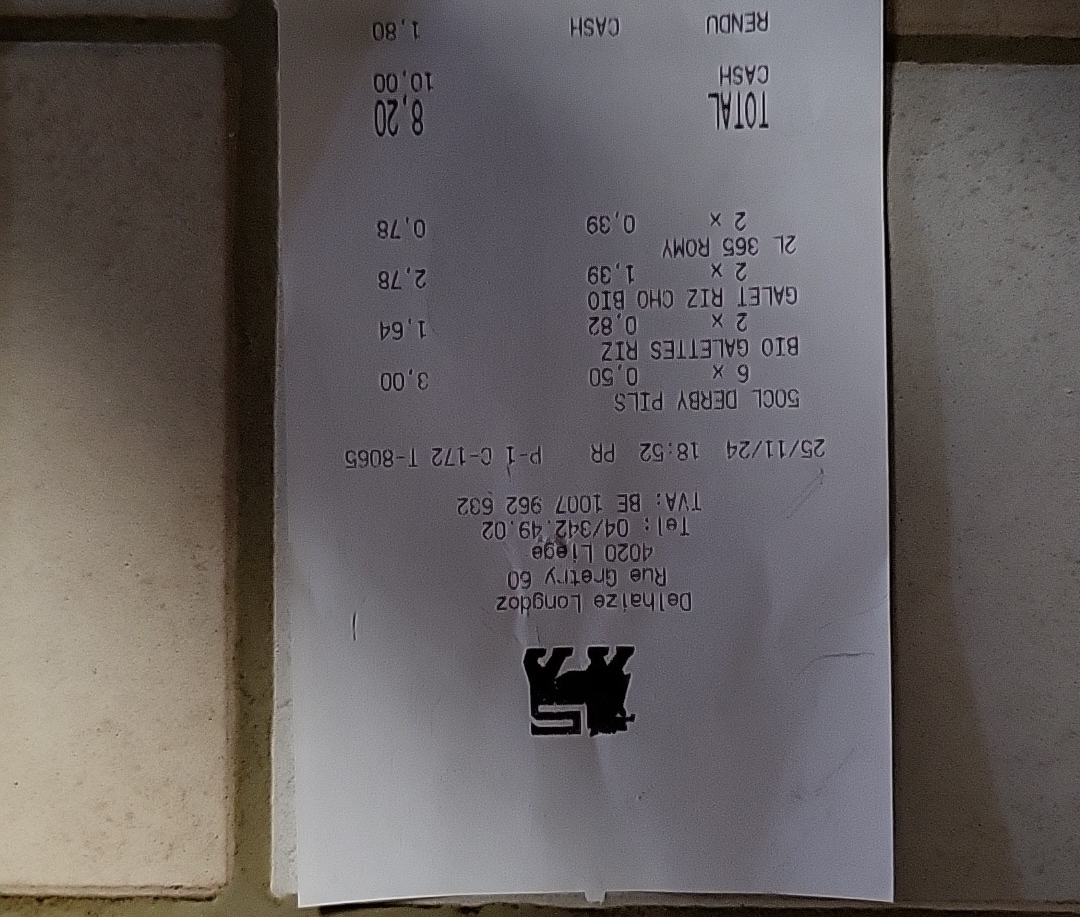 Delhaize Longdoz
Rue Gretry 60
4020 Liege
Tel: 04/342.49.02
TVA: BE 1007 962 632
25/11/24 18:52 PR P-1 C-172 T-8065
50CL DERBY PILS
6 x 0,50 3,00
BIO GALETTES RIZ
2 x 0,82 1,64
GALET RIZ CHO BIO
2 x 1,39 2,78
2L 365 ROMY
2 x 0,39 0,78
TOTAL 8,20
CASH 10,00
RENDU CASH 1,80